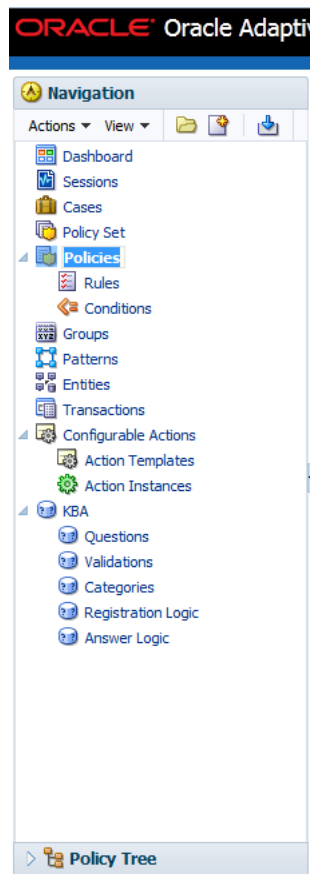 ORACLE Oracle Adaptiv
Navigation
Actions View
Dashboard
Sessions
Cases
Policy Set
Policies
Rules
Conditions
Groups
Patterns
Entities
Transactions
Configurable Actions
Action Templates
Action Instances
KBA
Questions
Validations
Categories
Registration Logic
Answer Logic
Policy Tree